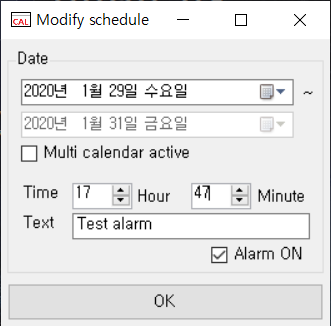 CAL Modify schedule
Date
2020년 1월 29일 수요일 ~
2020년 1월 31일 금요일
Multi calendar active
Time 17 Hour 47 Minute
Text Test alarm
Alarm ON
OK